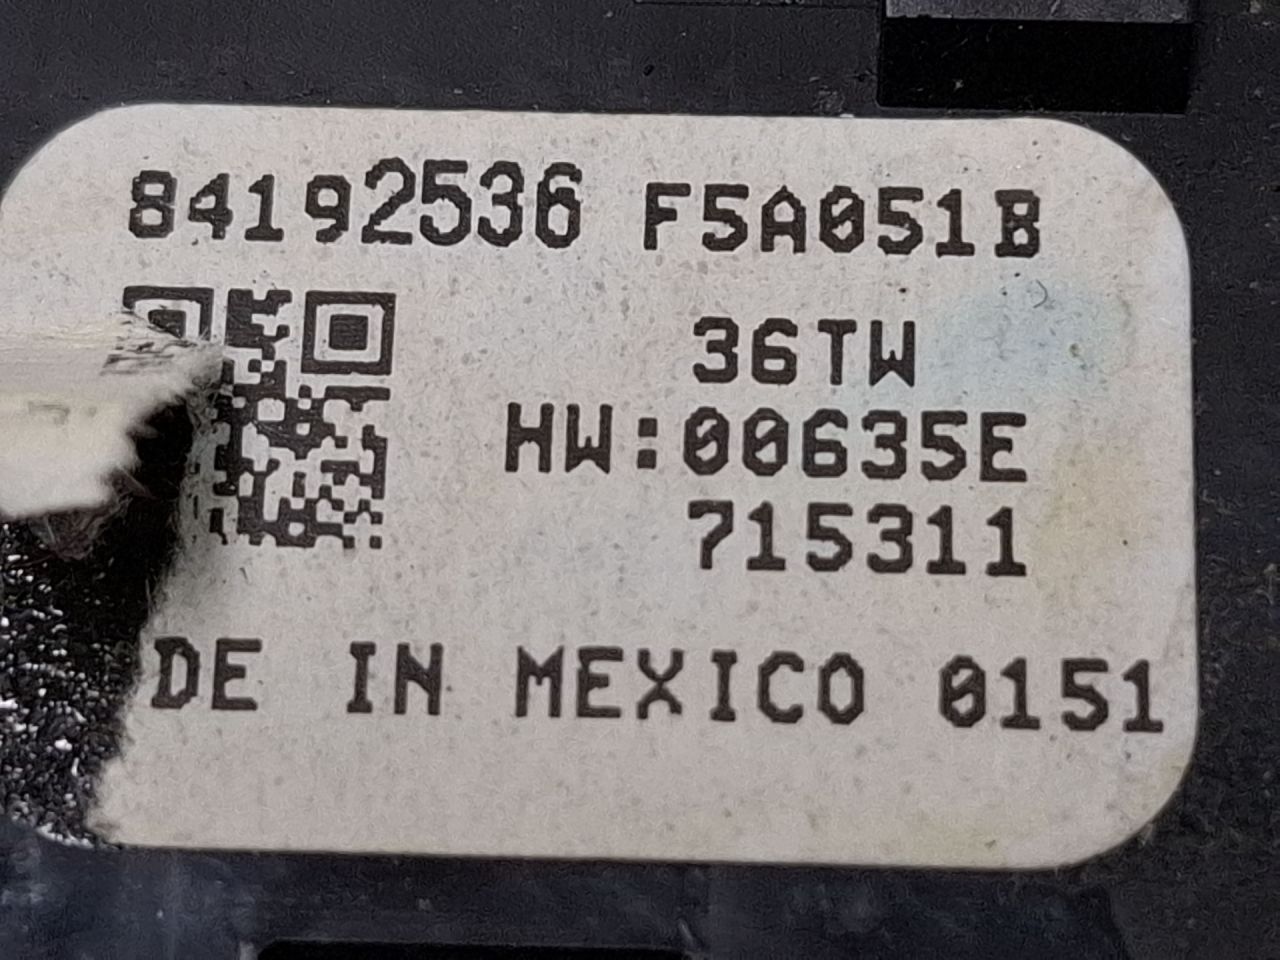 84192536 F5A051B
36TW
HW:00635E
715311
DE IN MEXICO 0151